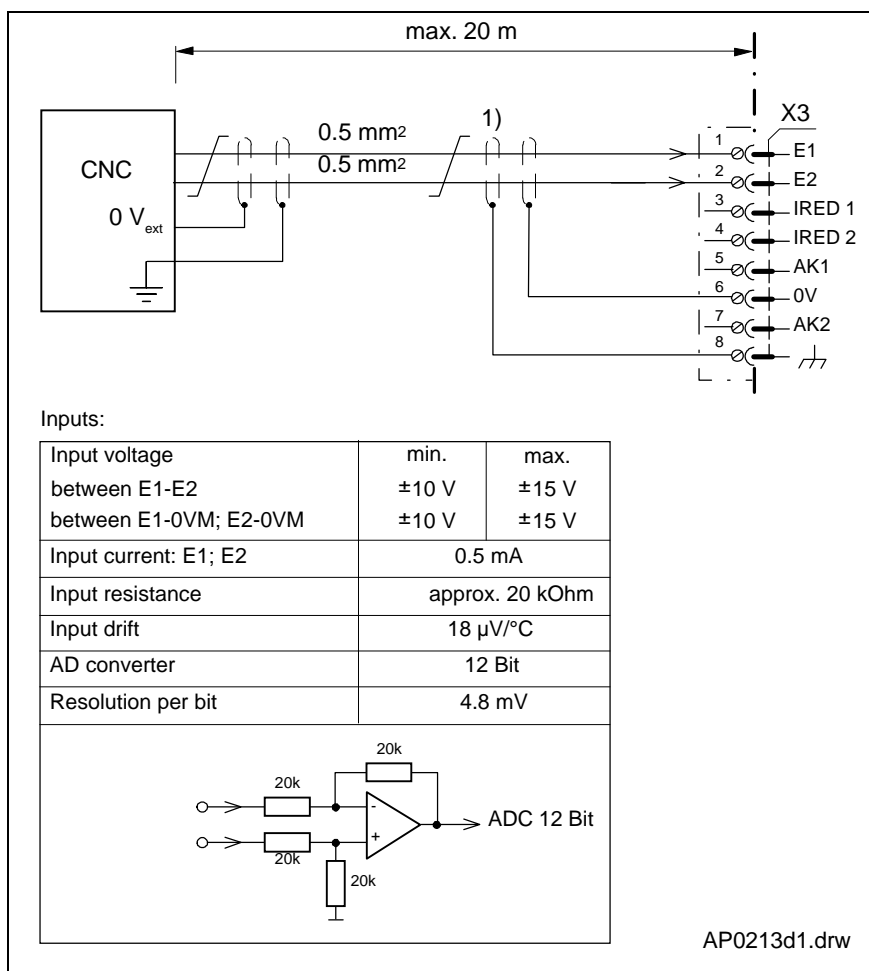 max. 20 m
1)
X3
0.5 mm2
0.5 mm2
CNC
0 Vext
1 E1
2 E2
3 IRED 1
4 IRED 2
5 AK1
6 0V
7 AK2
8
Inputs:
Input voltage min. max.
between E1-E2 ±10 V ±15 V
between E1-0VM; E2-0VM ±10 V ±15 V
Input current: E1; E2 0.5 mA
Input resistance approx. 20 kOhm
Input drift 18 µV/°C
AD converter 12 Bit
Resolution per bit 4.8 mV
20k
20k
-
+
ADC 12 Bit
20k
20k
AP0213d1.drw